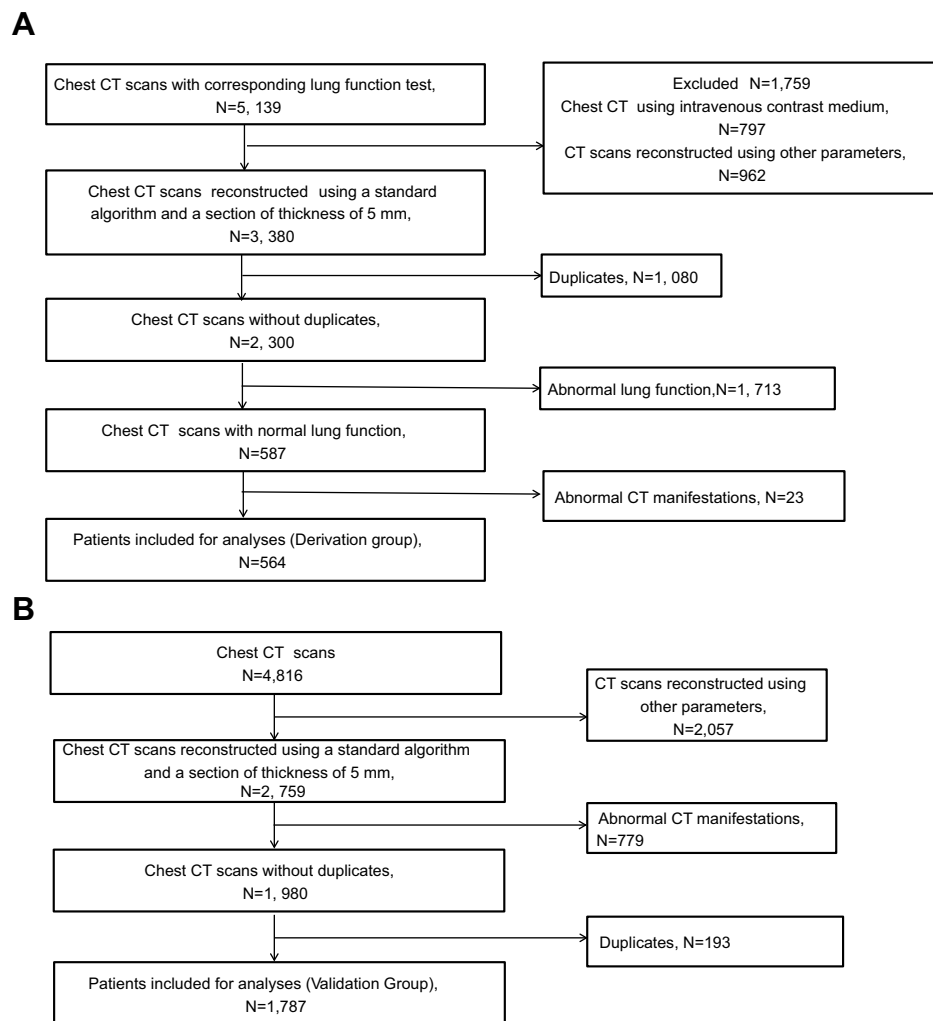 A
Chest CT scans with corresponding lung function test,
N=5, 139
Excluded N=1,759
Chest CT using intravenous contrast medium,
N=797
CT scans reconstructed using other parameters,
N=962
Chest CT scans reconstructed using a standard
algorithm and a section of thickness of 5 mm,
N=3, 380
Duplicates, N=1, 080
Chest CT scans without duplicates,
N=2, 300
Abnormal lung function,N=1, 713
Chest CT scans with normal lung function,
N=587
Abnormal CT manifestations, N=23
Patients included for analyses (Derivation group),
N=564
B
Chest CT scans
N=4,816
CT scans reconstructed using
other parameters,
N=2,057
Chest CT scans reconstructed using a standard algorithm
and a section of thickness of 5 mm,
N=2, 759
Abnormal CT manifestations,
N=779
Chest CT scans without duplicates,
N=1, 980
Duplicates, N=193
Patients included for analyses (Validation Group),
N=1,787